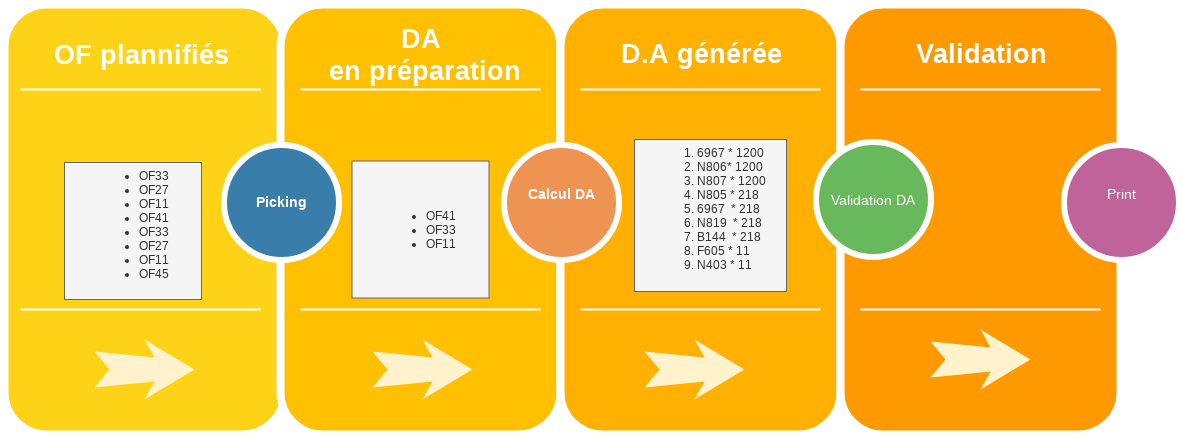 OF plannifiés
OF33
OF27
OF11
OF41
OF33
OF27
OF11
OF45
Picking
DA
en préparation
OF41
OF33
OF11
Calcul DA
D.A générée
1. 6967 * 1200
2. N806* 1200
3. N807 * 1200
4. N805 * 218
5. 6967  * 218
6. N819  * 218
7. B144  * 218
8. F605 * 11
9. N403 * 11
Validation DA
Validation
Print